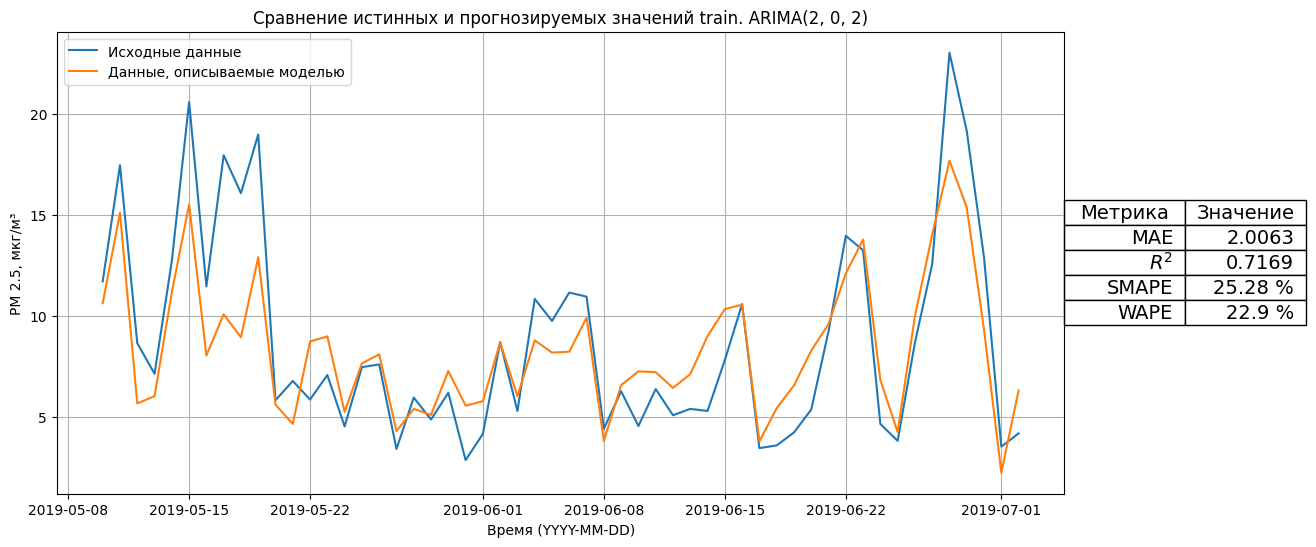 Сравнение истинных и прогнозируемых значений train. ARIMA(2, 0, 2)
Исходные данные
Данные, описываемые моделью
PM 2.5, мкг/м³
20
15
10
5
2019-05-08 2019-05-15 2019-05-22 2019-06-01 2019-06-08 2019-06-15 2019-06-22 2019-07-01
Время (YYYY-MM-DD)
Метрика Значение
MAE 2.0063
R² 0.7169
SMAPE 25.28 %
WAPE 22.9 %